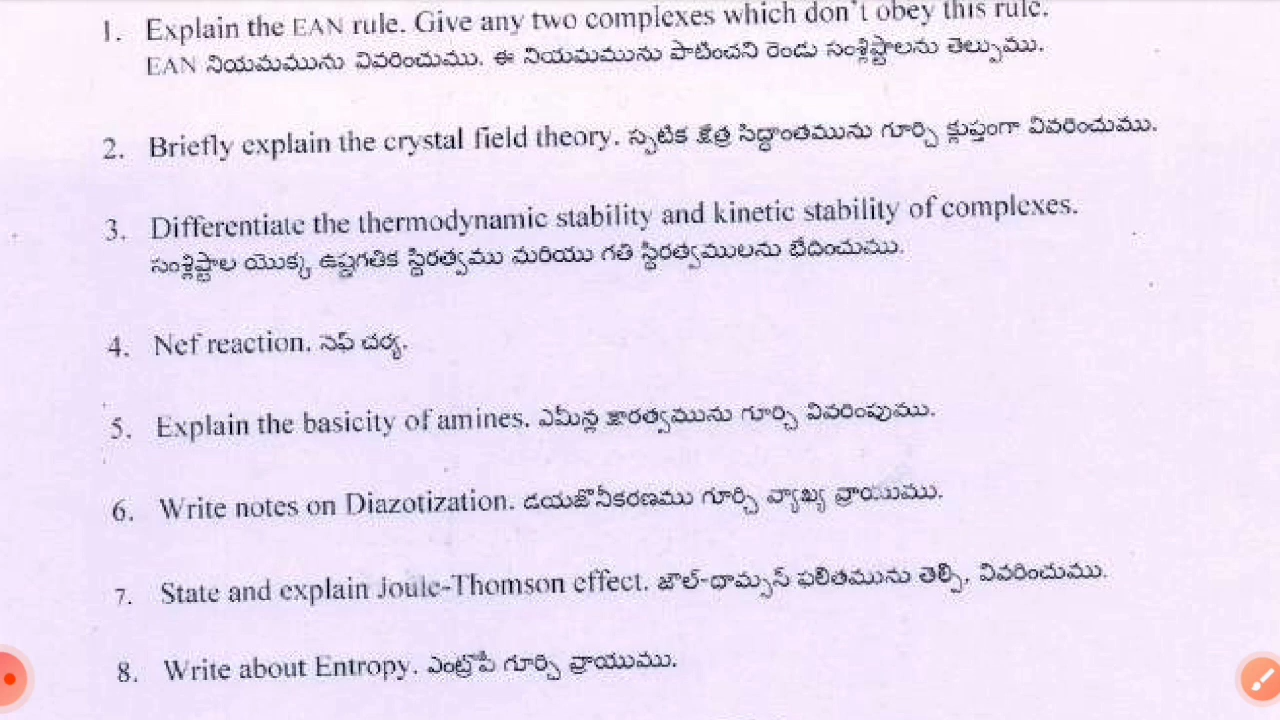 1. Explain the EAN rule. Give any two complexes which don't obey this rule.
EAN నియమమును వివరించుము. ఈ నియమమును పాటించని రెండు సంశ్లిష్టాలను తెల్పుము.
2. Briefly explain the crystal field theory. స్పటిక క్షేత్ర సిద్ధాంతమును గూర్చి క్లుప్తంగా వివరించుము.
3. Differentiate the thermodynamic stability and kinetic stability of complexes.
సంశ్లిష్టాల యొక్క ఉష్ణగతిక స్థిరత్వము మరియు గతి స్థిరత్వములను భేదించుము.
4. Nef reaction. నెఫ్ చర్య.
5. Explain the basicity of amines. ఎమీన్ల క్షారత్వమును గూర్చి వివరింపుము.
6. Write notes on Diazotization. డయజొనీకరణము గూర్చి వ్యాఖ్య వ్రాయుము.
7. State and explain Joule-Thomson effect. జౌల్-థామ్సన్ ఫలితమును తెల్పి, వివరించుము.
8. Write about Entropy. ఎంట్రోపీ గూర్చి వ్రాయుము.